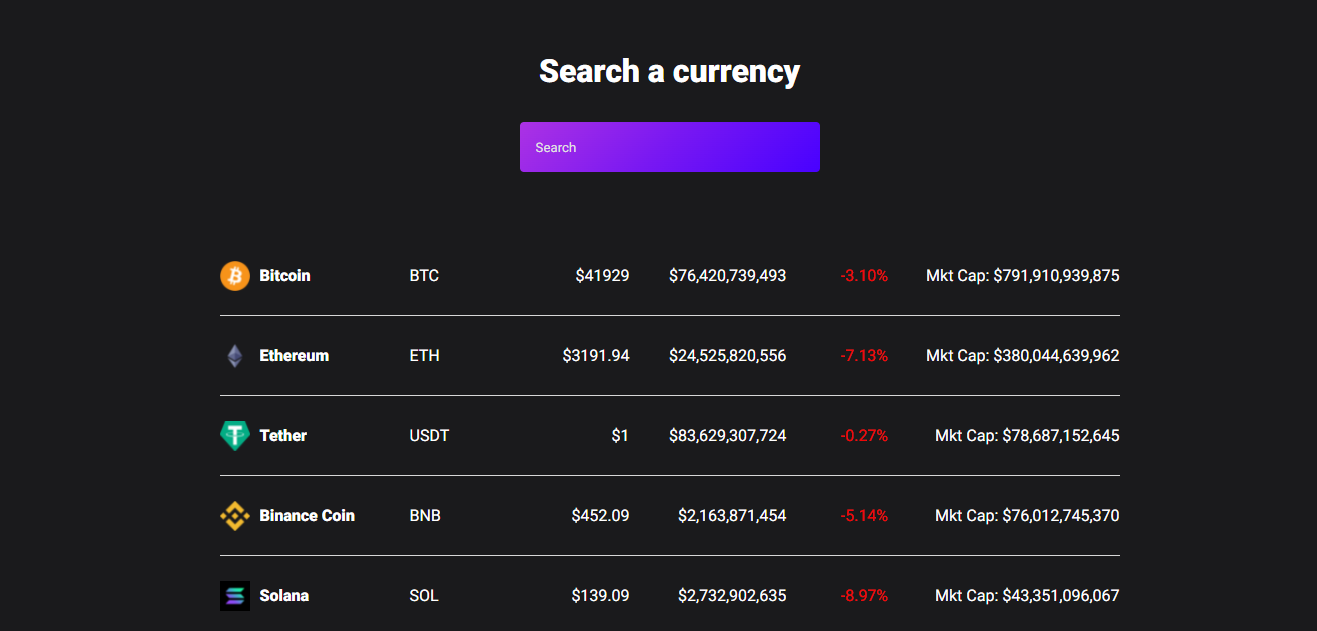 Search a currency
Search
Bitcoin BTC $41929 $76,420,739,493 -3.10% Mkt Cap: $791,910,939,875
Ethereum ETH $3191.94 $24,525,820,556 -7.13% Mkt Cap: $380,044,639,962
Tether USDT $1 $83,629,307,724 -0.27% Mkt Cap: $78,687,152,645
Binance Coin BNB $452.09 $2,163,871,454 -5.14% Mkt Cap: $76,012,745,370
Solana SOL $139.09 $2,732,902,635 -8.97% Mkt Cap: $43,351,096,067